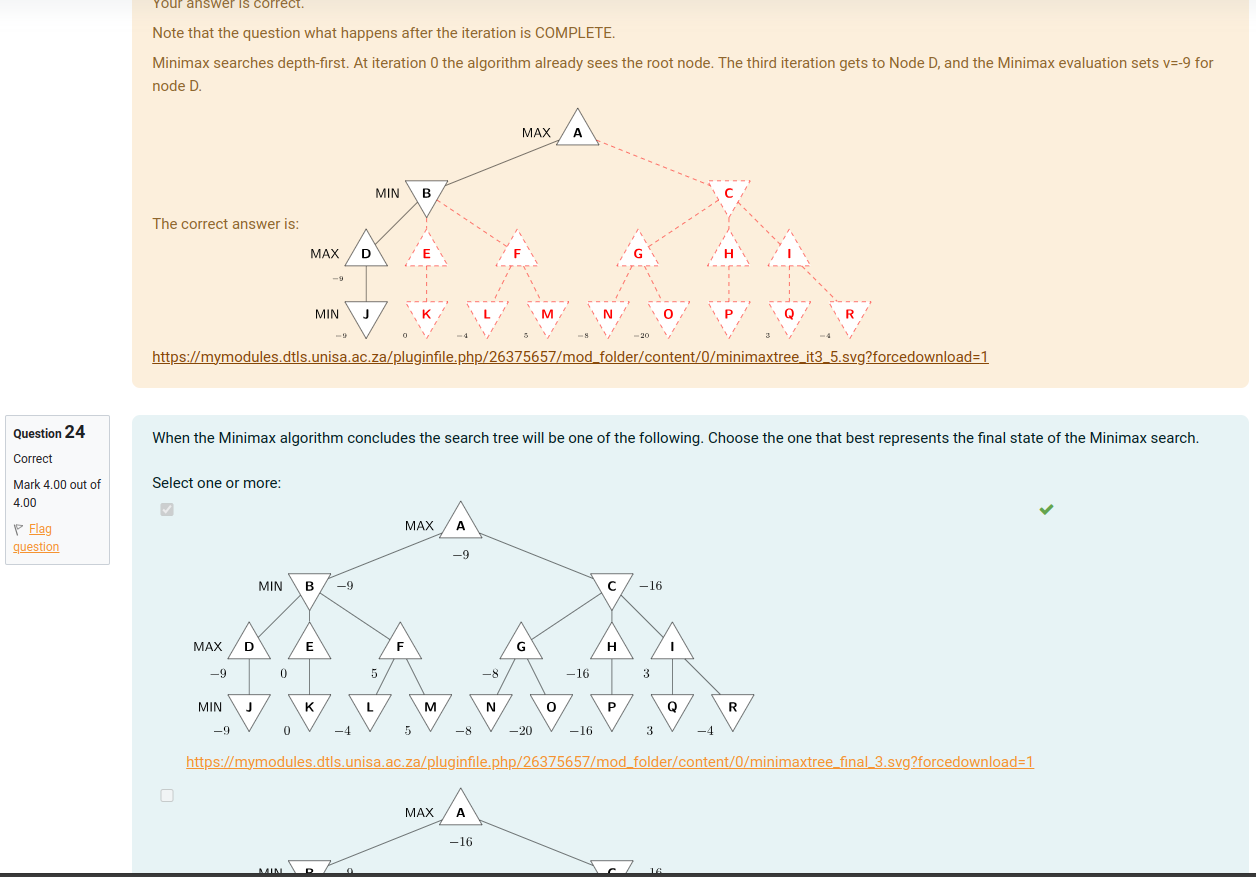 Your answer is correct.
Note that the question what happens after the iteration is COMPLETE.
Minimax searches depth-first. At iteration 0 the algorithm already sees the root node. The third iteration gets to Node D, and the Minimax evaluation sets v=-9 for
node D.
MAX A
MIN B C
The correct answer is:
MAX D E F G H I
−9
MIN J K L M N O P Q R
−9 0 −4 5 −8 −20 3 −4
https://mymodules.dtls.unisa.ac.za/pluginfile.php/26375657/mod_folder/content/0/minimaxtree_it3_5.svg?forcedownload=1
Question 24
Correct
Mark 4.00 out of
4.00
Flag
question
When the Minimax algorithm concludes the search tree will be one of the following. Choose the one that best represents the final state of the Minimax search.
Select one or more:
MAX A
−9
MIN B −9 C −16
MAX D E F G H I
−9 0 5 −8 −16 3
MIN J K L M N O P Q R
−9 0 −4 5 −8 −20 −16 3 −4
https://mymodules.dtls.unisa.ac.za/pluginfile.php/26375657/mod_folder/content/0/minimaxtree_final_3.svg?forcedownload=1
MAX A
−16
MIN B 9 C 16